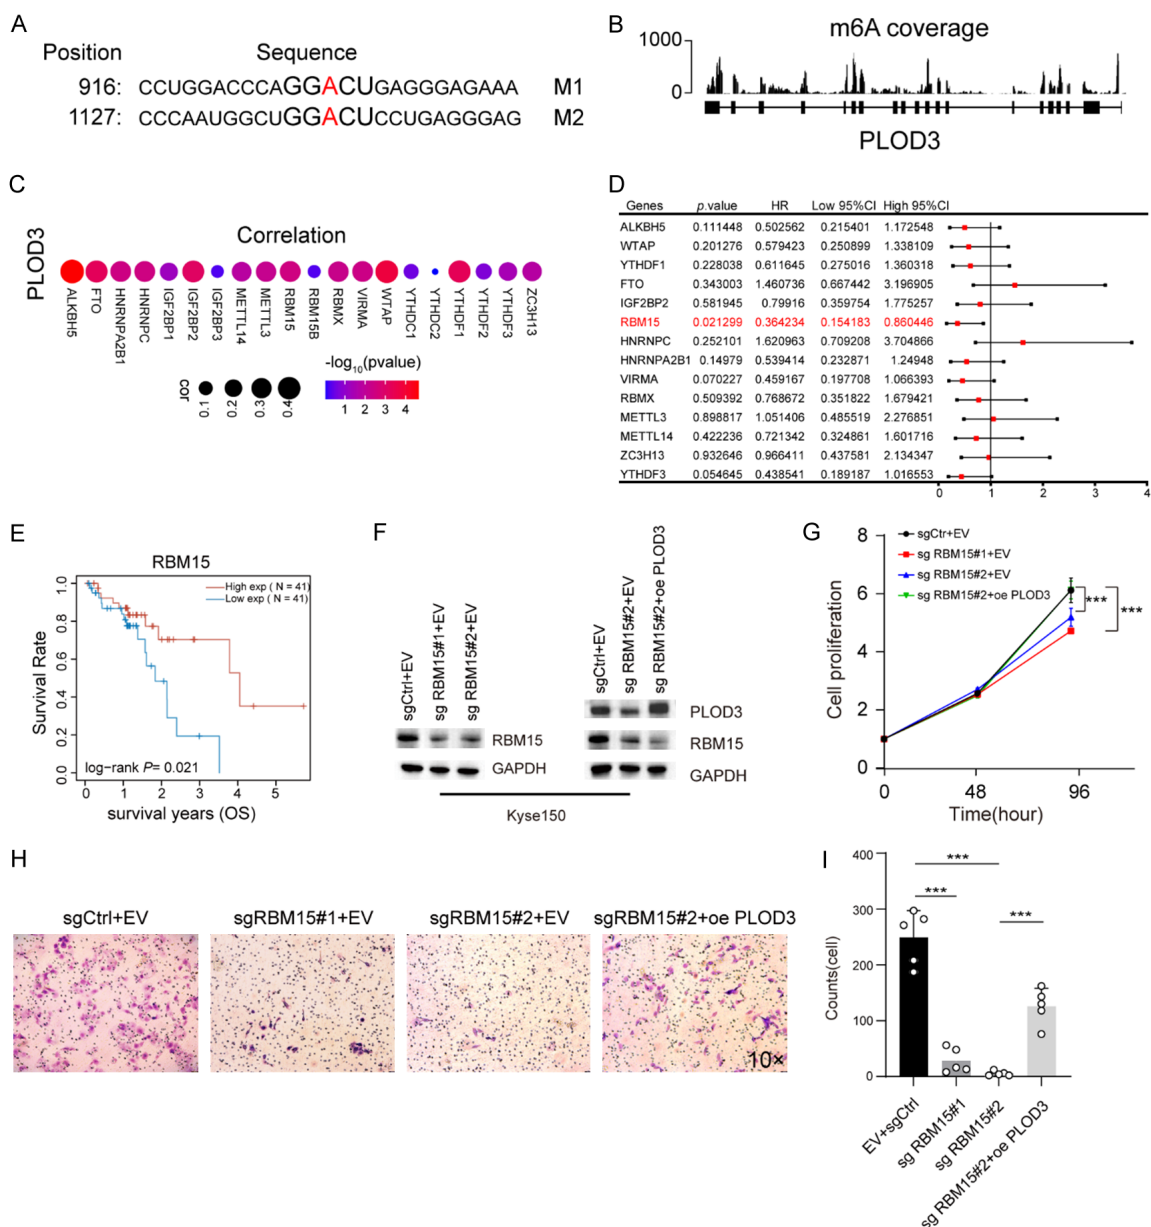 A
Position Sequence
916: CCUGGACCCAGGACUGAGGGAGAAA M1
1127: CCCAAUGGCUGGACUCCUGAGGGAG M2
B
m6A coverage
1000
0
PLOD3
C
Correlation
PLOD3
ALKBH5
FTO
HNRNPA2B1
HNRNPC
IGF2BP1
IGF2BP2
IGF2BP3
METTL14
METTL3
RBM15
RBM15B
RBMX
VIRMA
WTAP
YTHDC1
YTHDC2
YTHDF1
YTHDF2
YTHDF3
ZC3H13
cor
0.1
0.2
0.3
0.4
-log10(pvalue)
1 2 3 4
D
Genes p.value HR Low 95%CI High 95%CI
ALKBH5 0.111448 0.502562 0.215401 1.172548
WTAP 0.201276 0.579423 0.250899 1.338109
YTHDF1 0.228038 0.611645 0.275016 1.360318
FTO 0.343003 1.460736 0.667442 3.196905
IGF2BP2 0.581945 0.79916 0.359754 1.775257
RBM15 0.021299 0.364234 0.154183 0.860446
HNRNPC 0.252101 1.620963 0.709208 3.704866
HNRNPA2B1 0.14979 0.539414 0.232871 1.24948
VIRMA 0.070227 0.459167 0.197708 1.066393
RBMX 0.509392 0.768672 0.351822 1.679421
METTL3 0.898817 1.051406 0.485519 2.276851
METTL14 0.422236 0.721342 0.324861 1.601716
ZC3H13 0.932646 0.966411 0.437581 2.134347
YTHDF3 0.054645 0.438541 0.189187 1.016553
0 1 2 3 4
E
RBM15
High exp ( N = 41)
Low exp ( N = 41)
Survival Rate
1.0
0.8
0.6
0.4
0.2
0.0
log-rank P= 0.021
0 1 2 3 4 5
survival years (OS)
F
sgCtrl+EV
sg RBM15#1+EV
sg RBM15#2+EV
RBM15
GAPDH
sgCtrl+EV
sg RBM15#2+EV
sg RBM15#2+oe PLOD3
PLOD3
RBM15
GAPDH
Kyse150
G
sgCtr+EV
sg RBM15#1+EV
sg RBM15#2+EV
sg RBM15#2+oe PLOD3
***
***
Cell proliferation
8
6
4
2
0
0 48 96
Time(hour)
H
sgCtrl+EV sgRBM15#1+EV sgRBM15#2+EV sgRBM15#2+oe PLOD3
10×
I
Counts(cell)
400
300
200
100
0
***
***
***
EV+sgCtrl
sg RBM15#1
sg RBM15#2
sg RBM15#2+oe PLOD3